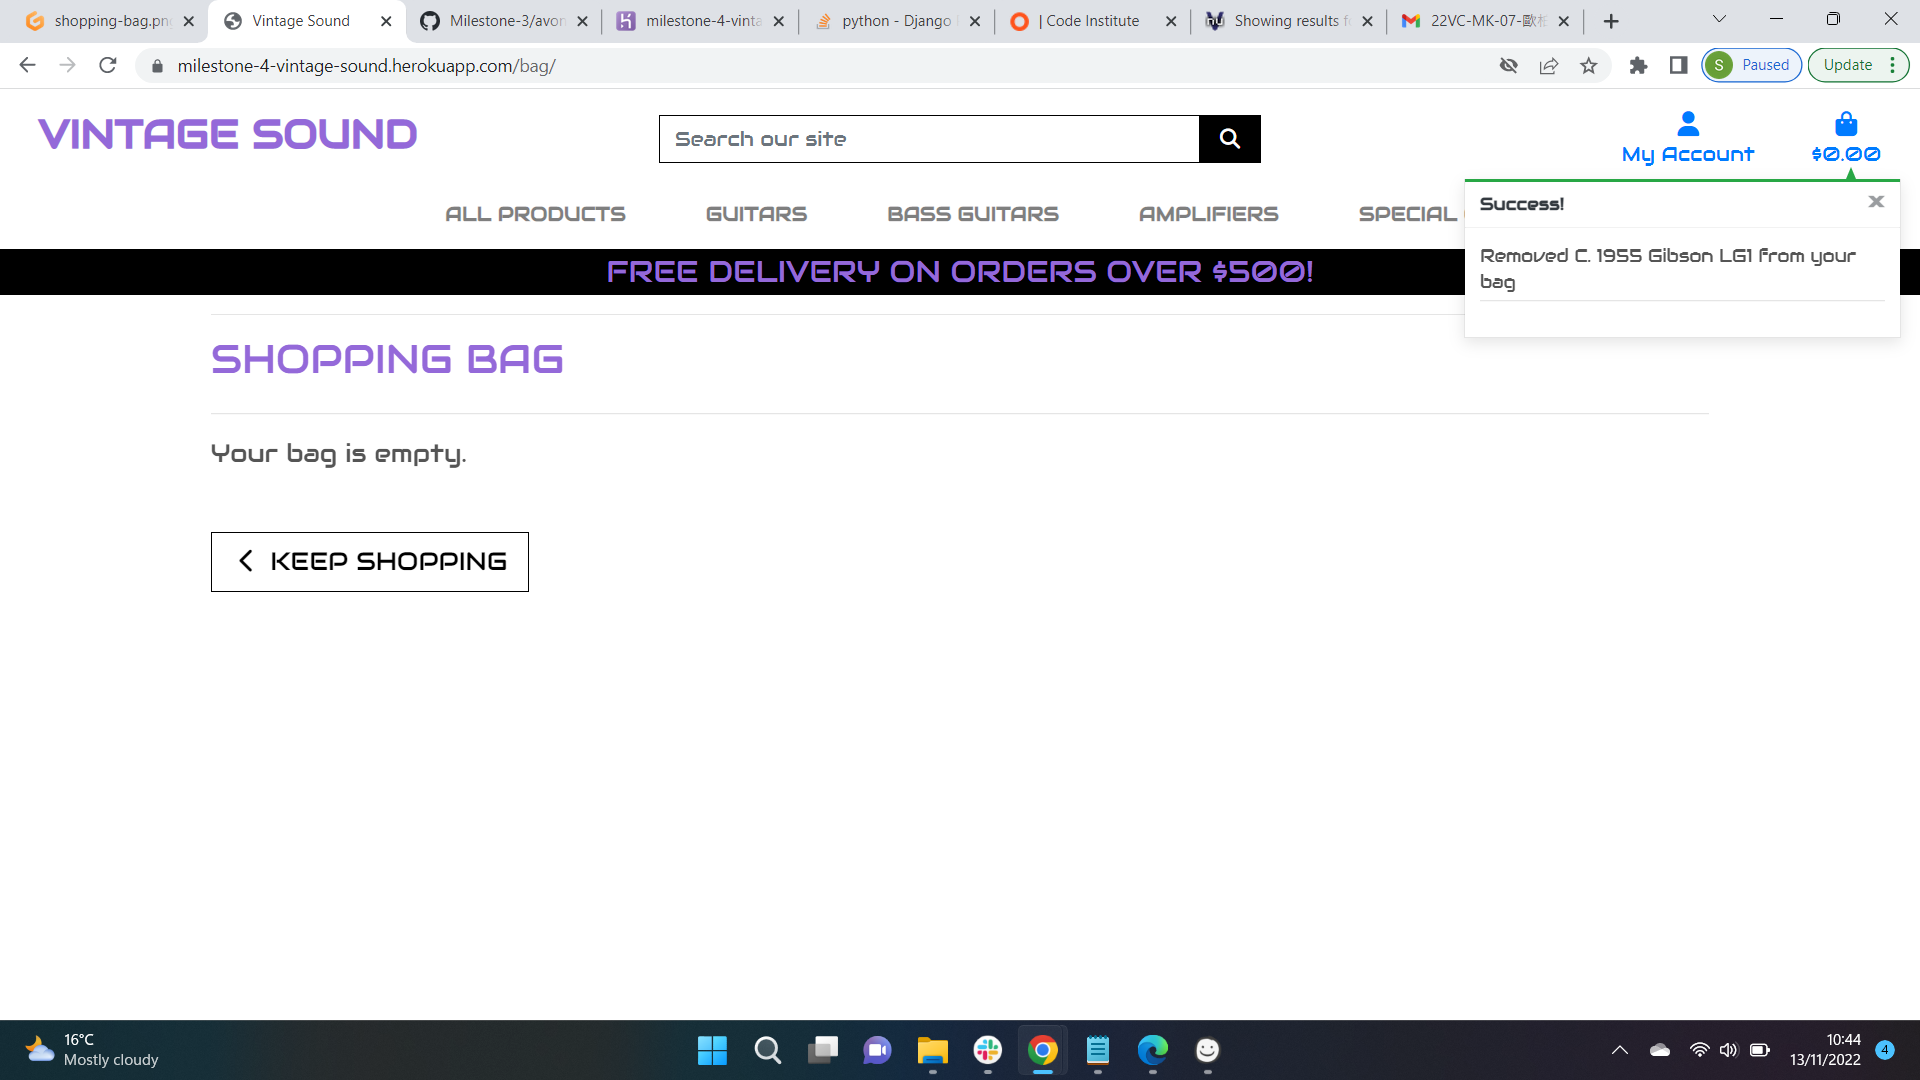 shopping-bag.pn
Vintage Sound
Milestone-3/avon
milestone-4-vinta
python - Django
| Code Institute
Showing results f
22VC-MK-07-歐
milestone-4-vintage-sound.herokuapp.com/bag/
S Paused
Update
VINTAGE SOUND
Search our site
My Account
$0.00
ALL PRODUCTS
GUITARS
BASS GUITARS
AMPLIFIERS
SPECIAL
Success!
Removed C. 1955 Gibson LG1 from your
bag
FREE DELIVERY ON ORDERS OVER $500!
SHOPPING BAG
Your bag is empty.
KEEP SHOPPING
16°C
Mostly cloudy
10:44
13/11/2022
4